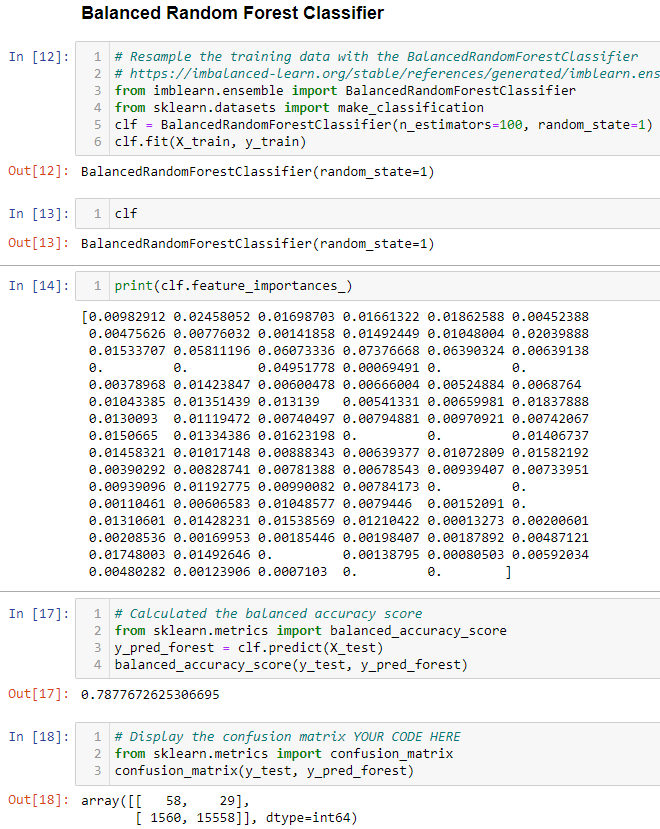 Balanced Random Forest Classifier
In [12]:
1 # Resample the training data with the BalancedRandomForestClassifier
2 # https://imbalanced-learn.org/stable/references/generated/imblearn.ens
3 from imblearn.ensemble import BalancedRandomForestClassifier
4 from sklearn.datasets import make_classification
5 clf = BalancedRandomForestClassifier(n_estimators=100, random_state=1)
6 clf.fit(X_train, y_train)
Out[12]: BalancedRandomForestClassifier(random_state=1)
In [13]:
1 clf
Out[13]: BalancedRandomForestClassifier(random_state=1)
In [14]:
1 print(clf.feature_importances_)
[0.00982912 0.02458052 0.01698703 0.01661322 0.01862588 0.00452388
0.00475626 0.00776032 0.00141858 0.01492449 0.01048004 0.02039888
0.01533707 0.05811196 0.06073336 0.07376668 0.06390324 0.00639138
0. 0. 0.04951778 0.00069491 0. 0.
0.00378968 0.01423847 0.00600478 0.00666004 0.00524884 0.0068764
0.01043385 0.01351439 0.013139 0.00541331 0.00659981 0.01837888
0.0130093 0.01119472 0.00740497 0.00794881 0.00970921 0.00742067
0.0150665 0.01334386 0.01623198 0. 0. 0.01406737
0.01458321 0.01017148 0.00888343 0.00639377 0.01072809 0.01582192
0.00390292 0.00828741 0.00781388 0.00678543 0.00939407 0.00733951
0.00939096 0.01192775 0.00990082 0.00784173 0. 0.
0.00110461 0.00606583 0.01048577 0.0079446 0.00152091 0.
0.01310601 0.01428231 0.01538569 0.01210422 0.00013273 0.00200601
0.00208536 0.00169953 0.00185446 0.00198407 0.00187892 0.00487121
0.01748003 0.01492646 0. 0.00138795 0.00080503 0.00592034
0.00480282 0.00123906 0.0007103 0. 0. ]
In [17]:
1 # Calculated the balanced accuracy score
2 from sklearn.metrics import balanced_accuracy_score
3 y_pred_forest = clf.predict(X_test)
4 balanced_accuracy_score(y_test, y_pred_forest)
Out[17]: 0.7877672625306695
In [18]:
1 # Display the confusion matrix YOUR CODE HERE
2 from sklearn.metrics import confusion_matrix
3 confusion_matrix(y_test, y_pred_forest)
Out[18]: array([[ 58, 29],
[ 1560, 15558]], dtype=int64)